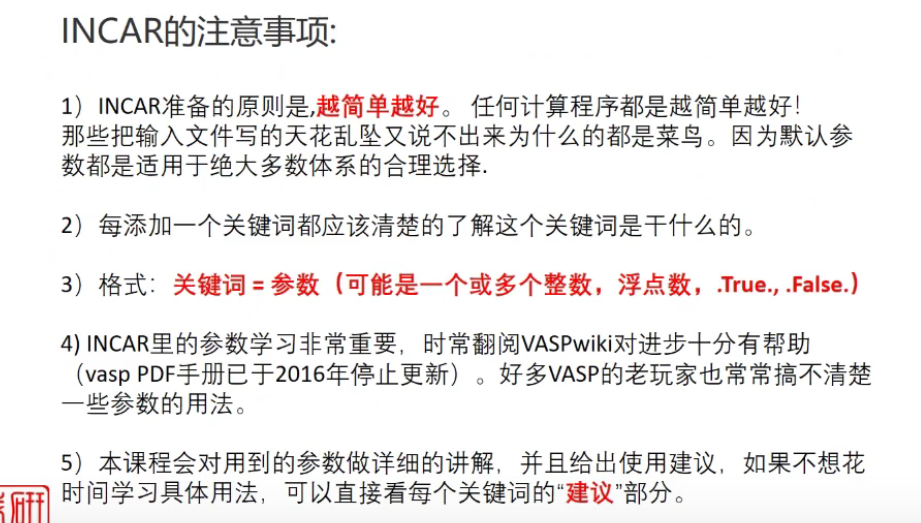 INCAR的注意事项:
1）INCAR准备的原则是,越简单越好。 任何计算程序都是越简单越好！
那些把输入文件写的天花乱坠又说不出来为什么的都是菜鸟。因为默认参
数都是适用于绝大多数体系的合理选择.
2）每添加一个关键词都应该清楚的了解这个关键词是干什么的。
3）格式：关键词 = 参数（可能是一个或多个整数，浮点数，.True., .False.）
4) INCAR里的参数学习非常重要，时常翻阅VASPwiki对进步十分有帮助
（vasp PDF手册已于2016年停止更新）。好多VASP的老玩家也常常搞不清楚
一些参数的用法。
5）本课程会对用到的参数做详细的讲解，并且给出使用建议，如果不想花
时间学习具体用法，可以直接看每个关键词的“建议”部分。
研